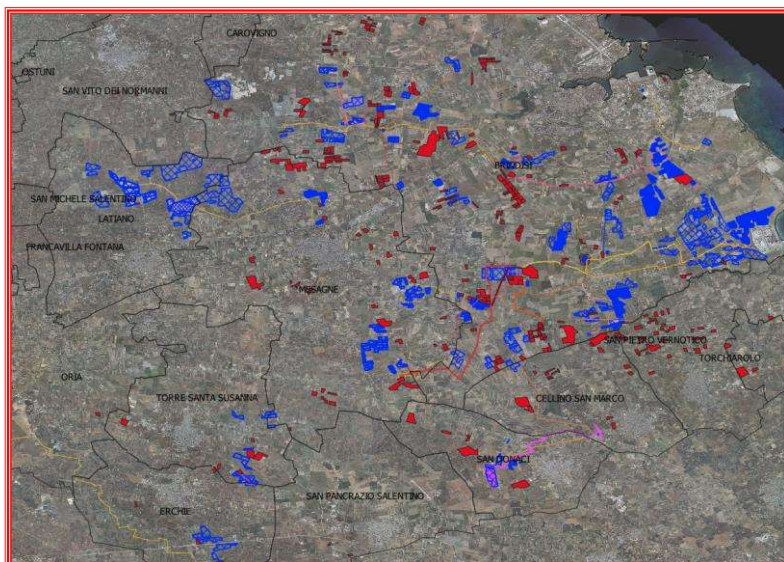 CAROVIGNO
OSTUNI
SAN VITO DEI NORMANNI
BRINDISI
SAN MICHELE SALENTINO
LATIANO
FRANCAVILLA FONTANA
MESAGNE
SAN PIETRO VERNOTICO
TORCHIAROLO
ORIA
TORRE SANTA SUSANNA
CELLINO SAN MARCO
SAN DONACI
SAN PANCRAZIO SALENTINO
ERCHIE